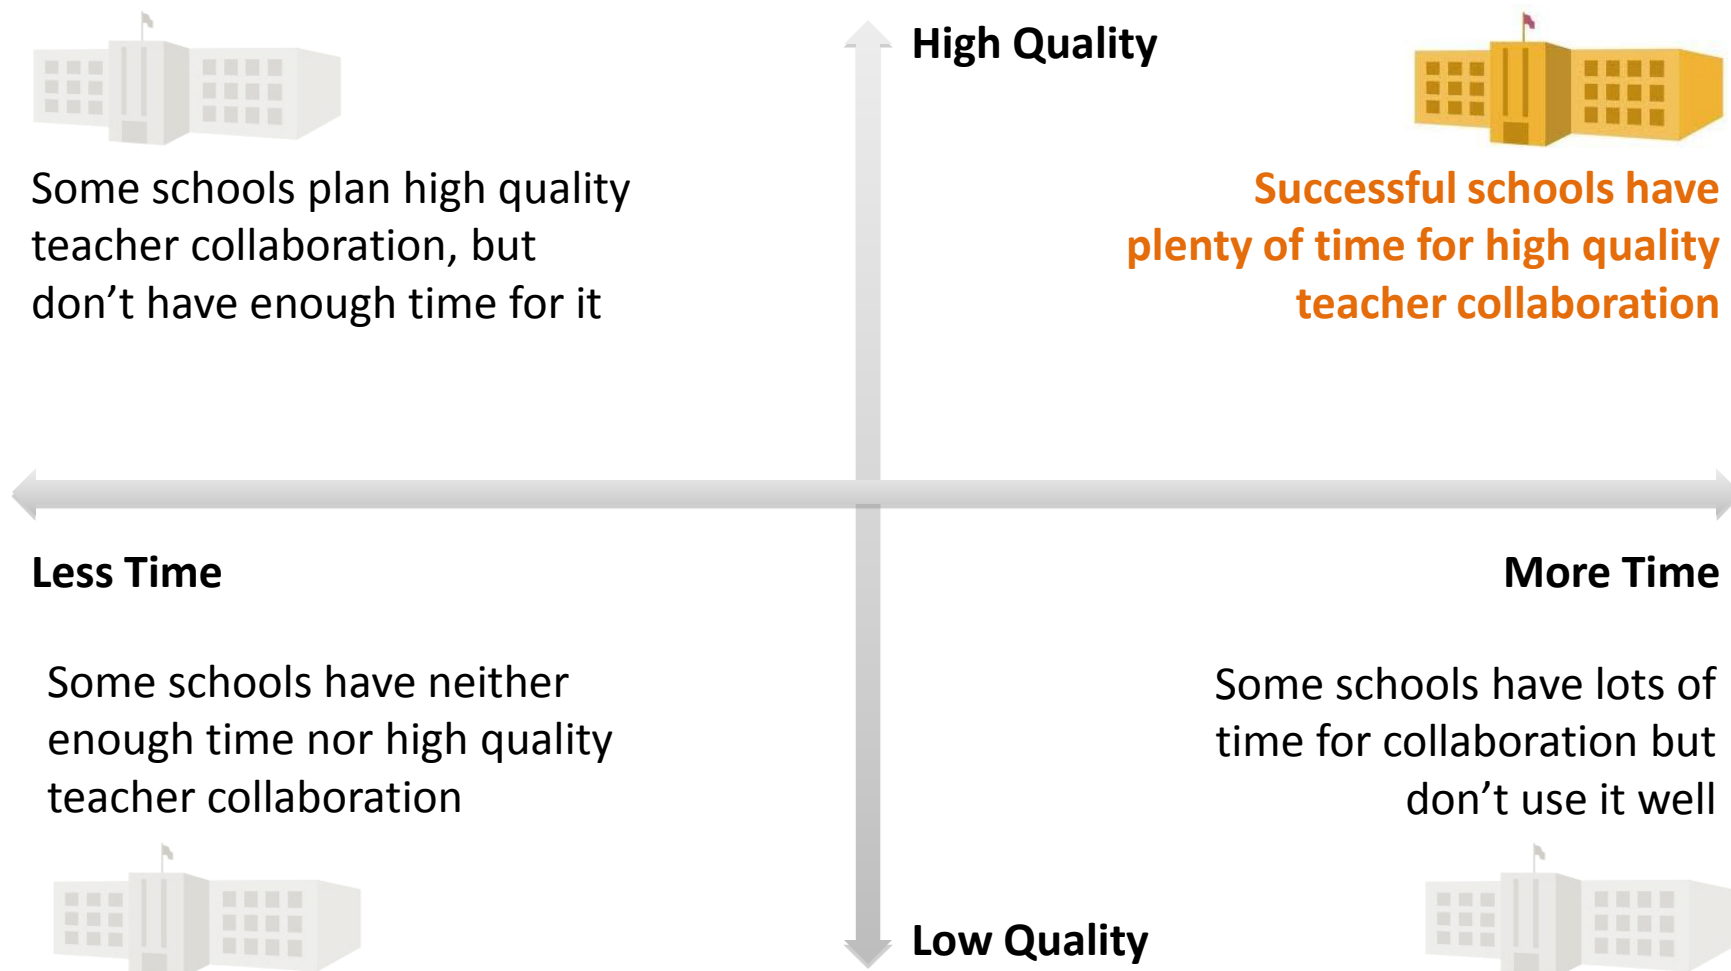 High Quality
Some schools plan high quality
teacher collaboration, but
don’t have enough time for it
Successful schools have
plenty of time for high quality
teacher collaboration
Less Time
More Time
Some schools have neither
enough time nor high quality
teacher collaboration
Some schools have lots of
time for collaboration but
don’t use it well
Low Quality